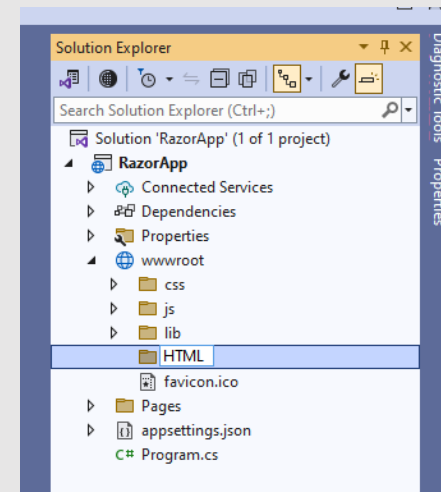 Solution Explorer
Search Solution Explorer (Ctrl+;)
Solution 'RazorApp' (1 of 1 project)
RazorApp
Connected Services
Dependencies
Properties
wwwroot
css
js
lib
HTML
favicon.ico
Pages
appsettings.json
C# Program.cs
Diagnostic Tools
Properties